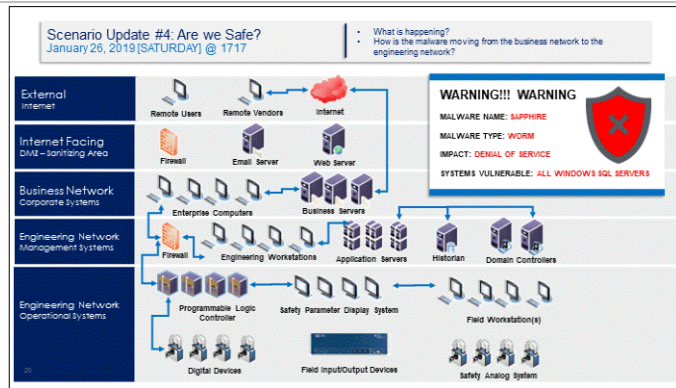 Scenario Update #4: Are we Safe?
January 26, 2019 [SATURDAY] @ 1717
• What is happening?
• How is the malware moving from the business network to the
engineering network?
External
Internet
Remote Users
Remote Vendors
Internet
WARNING!!! WARNING
MALWARE NAME: SAPPHIRE
MALWARE TYPE: WORM
IMPACT: DENIAL OF SERVICE
SYSTEMS VULNERABLE: ALL WINDOWS SQL SERVERS
Internet Facing
DMZ – Sanitizing Area
Firewall
Email Server
Web Server
Business Network
Corporate Systems
Enterprise Computers
Business Servers
Engineering Network
Management Systems
Firewall
Engineering Workstations
Application Servers
Historian
Domain Controllers
Engineering Network
Operational Systems
Programmable Logic
Controller
Safety Parameter Display System
Field Workstation(s)
Digital Devices
Field Input/Output Devices
Safety Analog System
20